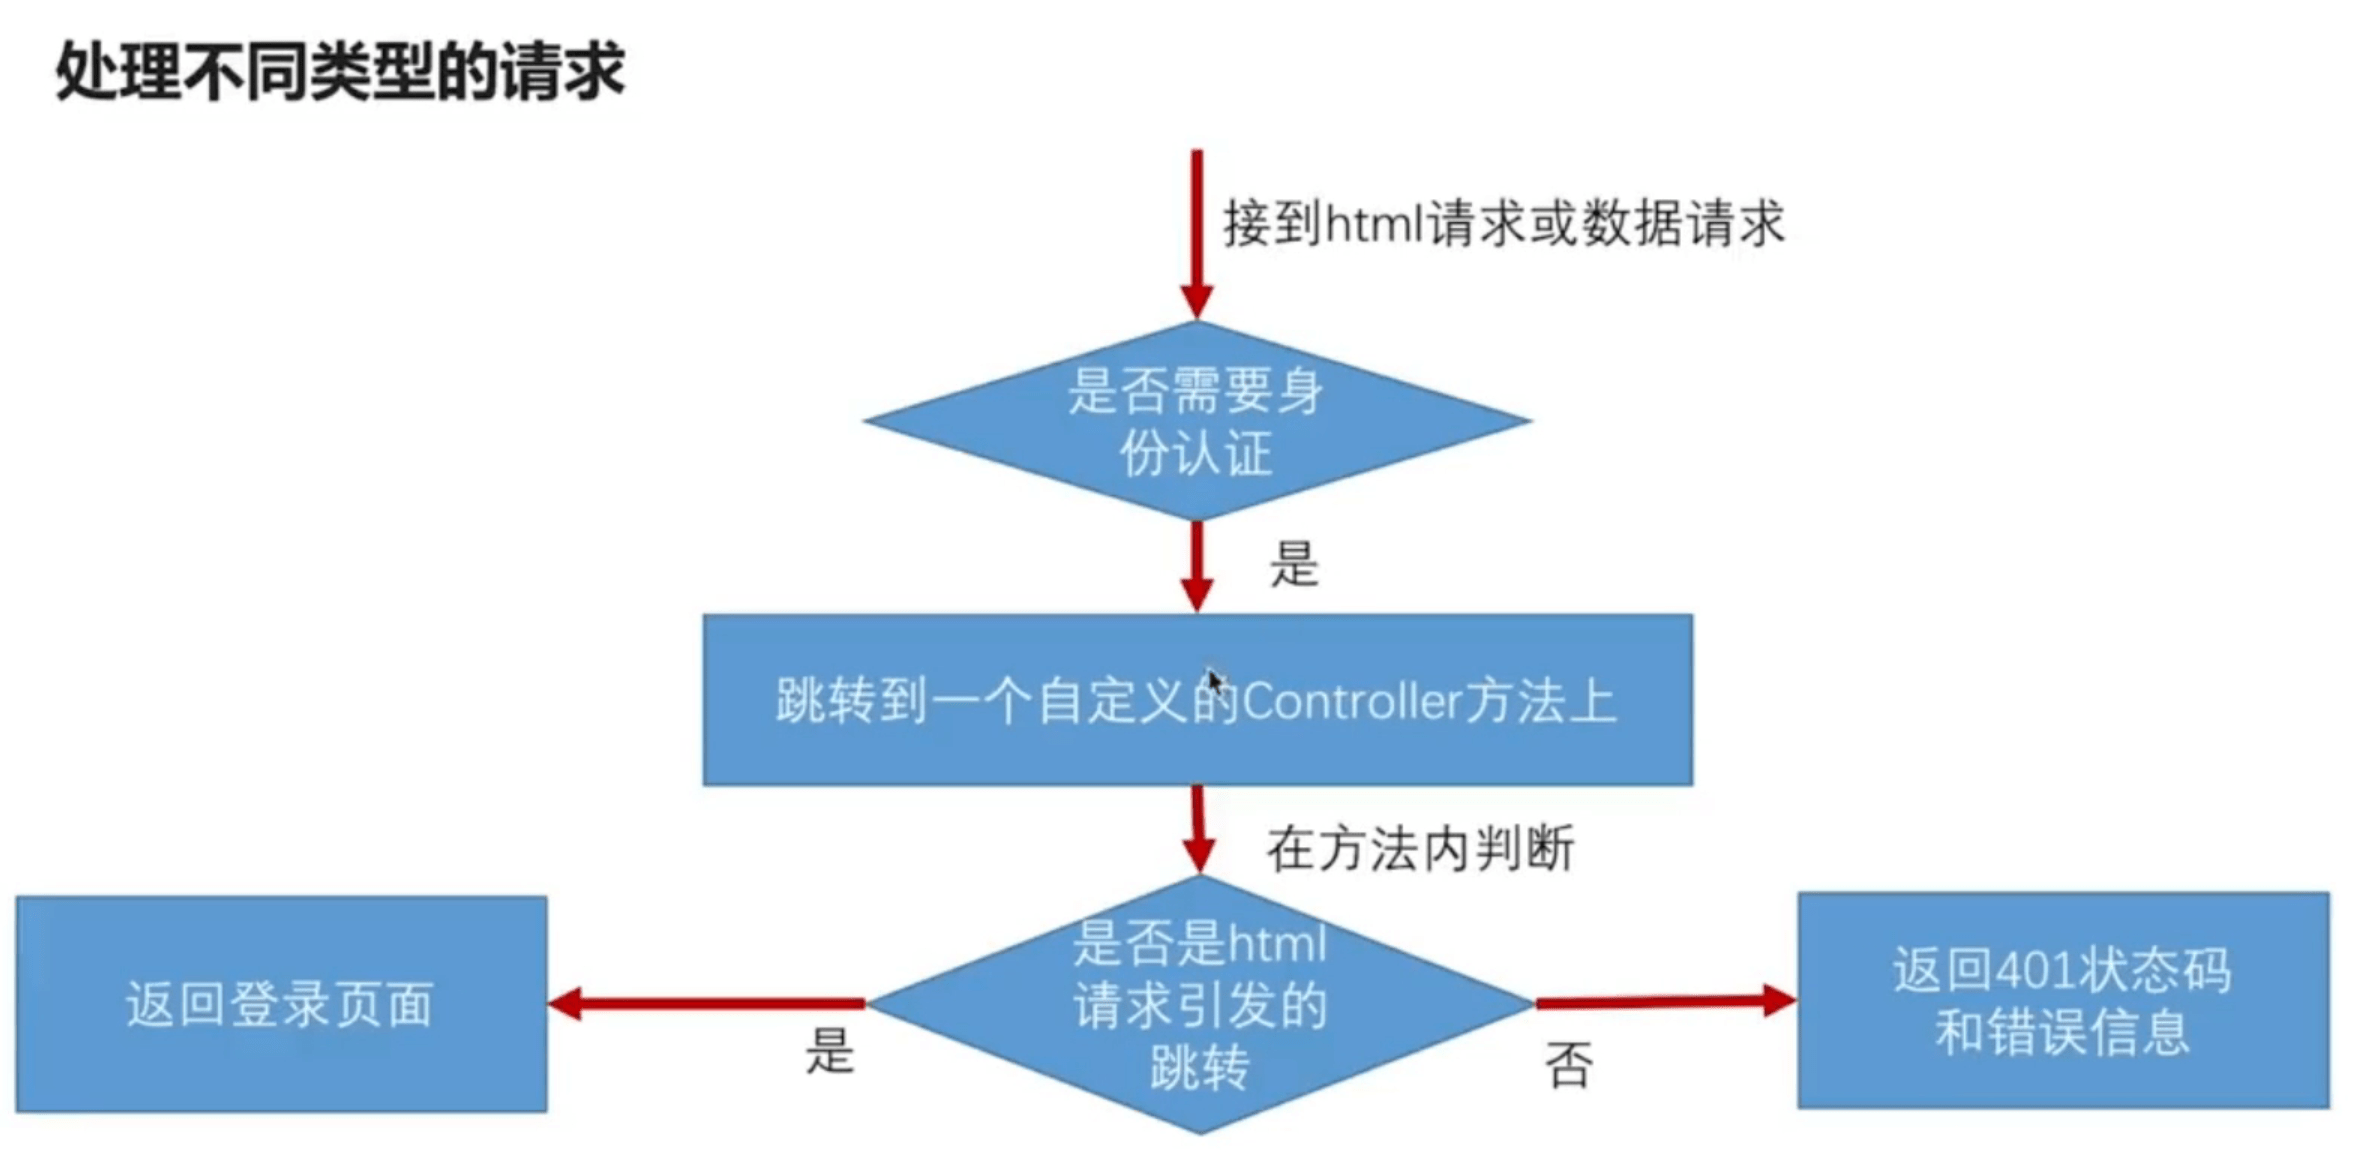 处理不同类型的请求
接到html请求或数据请求
是否需要身
份认证
是
跳转到一个自定义的Controller方法上
在方法内判断
是否是html
请求引发的
跳转
是
返回登录页面
否
返回401状态码
和错误信息